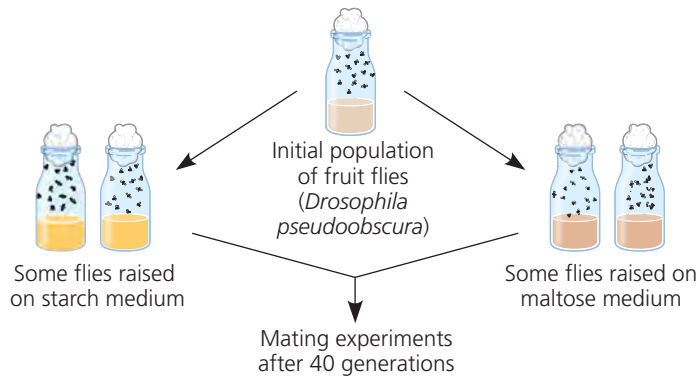 Initial population
of fruit flies
(Drosophila
pseudoobscura)
Some flies raised
on starch medium
Some flies raised on
maltose medium
Mating experiments
after 40 generations